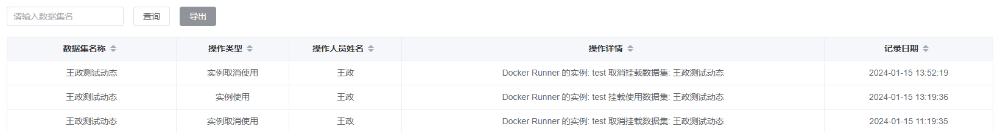 请输入数据集名 查询 导出
数据集名称 操作类型 操作人员姓名 操作详情 记录日期
王政测试动态 实例取消使用 王政 Docker Runner 的实例: test 取消挂载数据集: 王政测试动态 2024-01-15 13:52:19
王政测试动态 实例使用 王政 Docker Runner 的实例: test 挂载使用数据集: 王政测试动态 2024-01-15 13:19:36
王政测试动态 实例取消使用 王政 Docker Runner 的实例: test 取消挂载数据集: 王政测试动态 2024-01-15 11:19:35